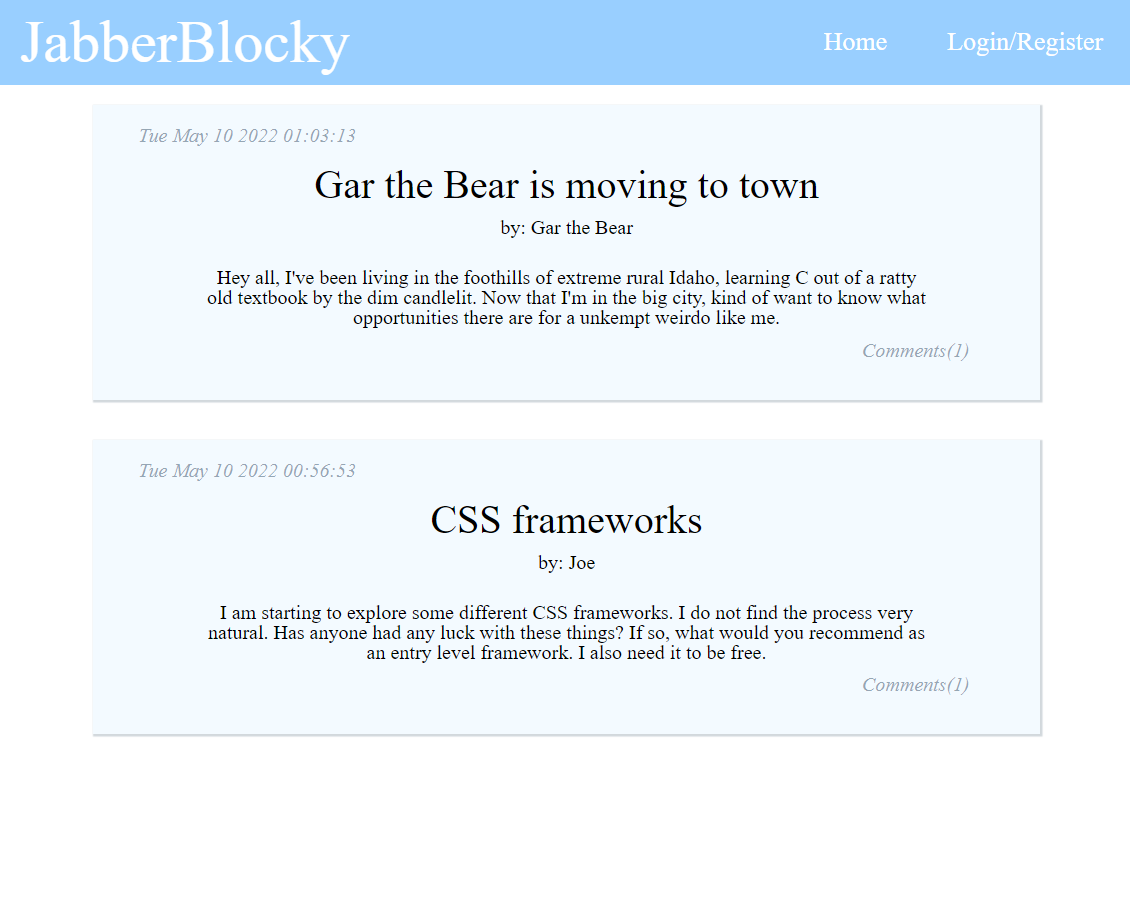 JabberBlocky
Home
Login/Register
Tue May 10 2022 01:03:13
Gar the Bear is moving to town
by: Gar the Bear
Hey all, I've been living in the foothills of extreme rural Idaho, learning C out of a ratty
old textbook by the dim candlelit. Now that I'm in the big city, kind of want to know what
opportunities there are for a unkempt weirdo like me.
Comments(1)
Tue May 10 2022 00:56:53
CSS frameworks
by: Joe
I am starting to explore some different CSS frameworks. I do not find the process very
natural. Has anyone had any luck with these things? If so, what would you recommend as
an entry level framework. I also need it to be free.
Comments(1)